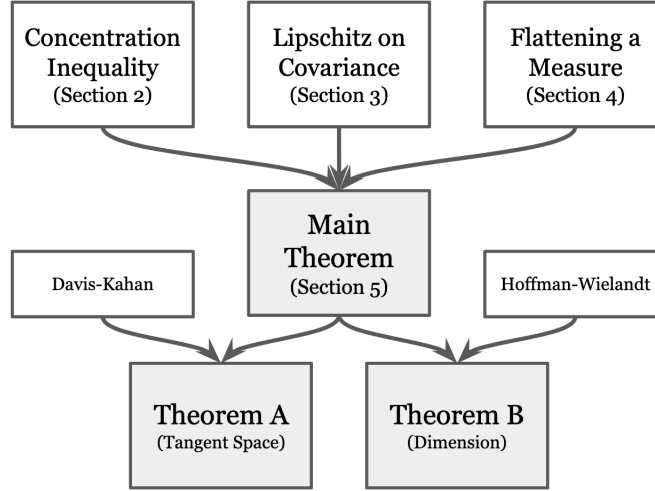 Concentration
Inequality
(Section 2)
Lipschitz on
Covariance
(Section 3)
Flattening a
Measure
(Section 4)
Main
Theorem
(Section 5)
Davis-Kahan
Hoffman-Wielandt
Theorem A
(Tangent Space)
Theorem B
(Dimension)